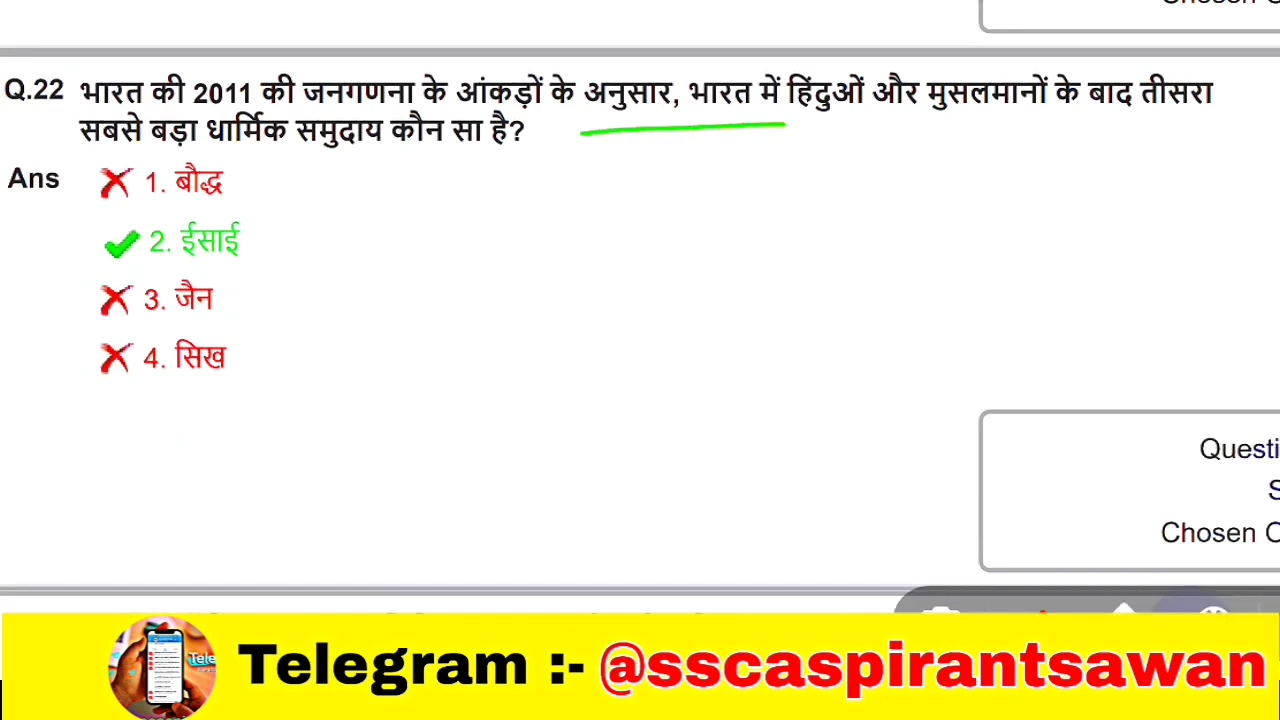 Q.22 भारत की 2011 की जनगणना के आंकड़ों के अनुसार, भारत में हिंदुओं और मुसलमानों के बाद तीसरा
सबसे बड़ा धार्मिक समुदाय कौन सा है?
Ans 1. बौद्ध
2. ईसाई
3. जैन
4. सिख
Questi
S
Chosen C
Telegram :- @sscaspirantsawan